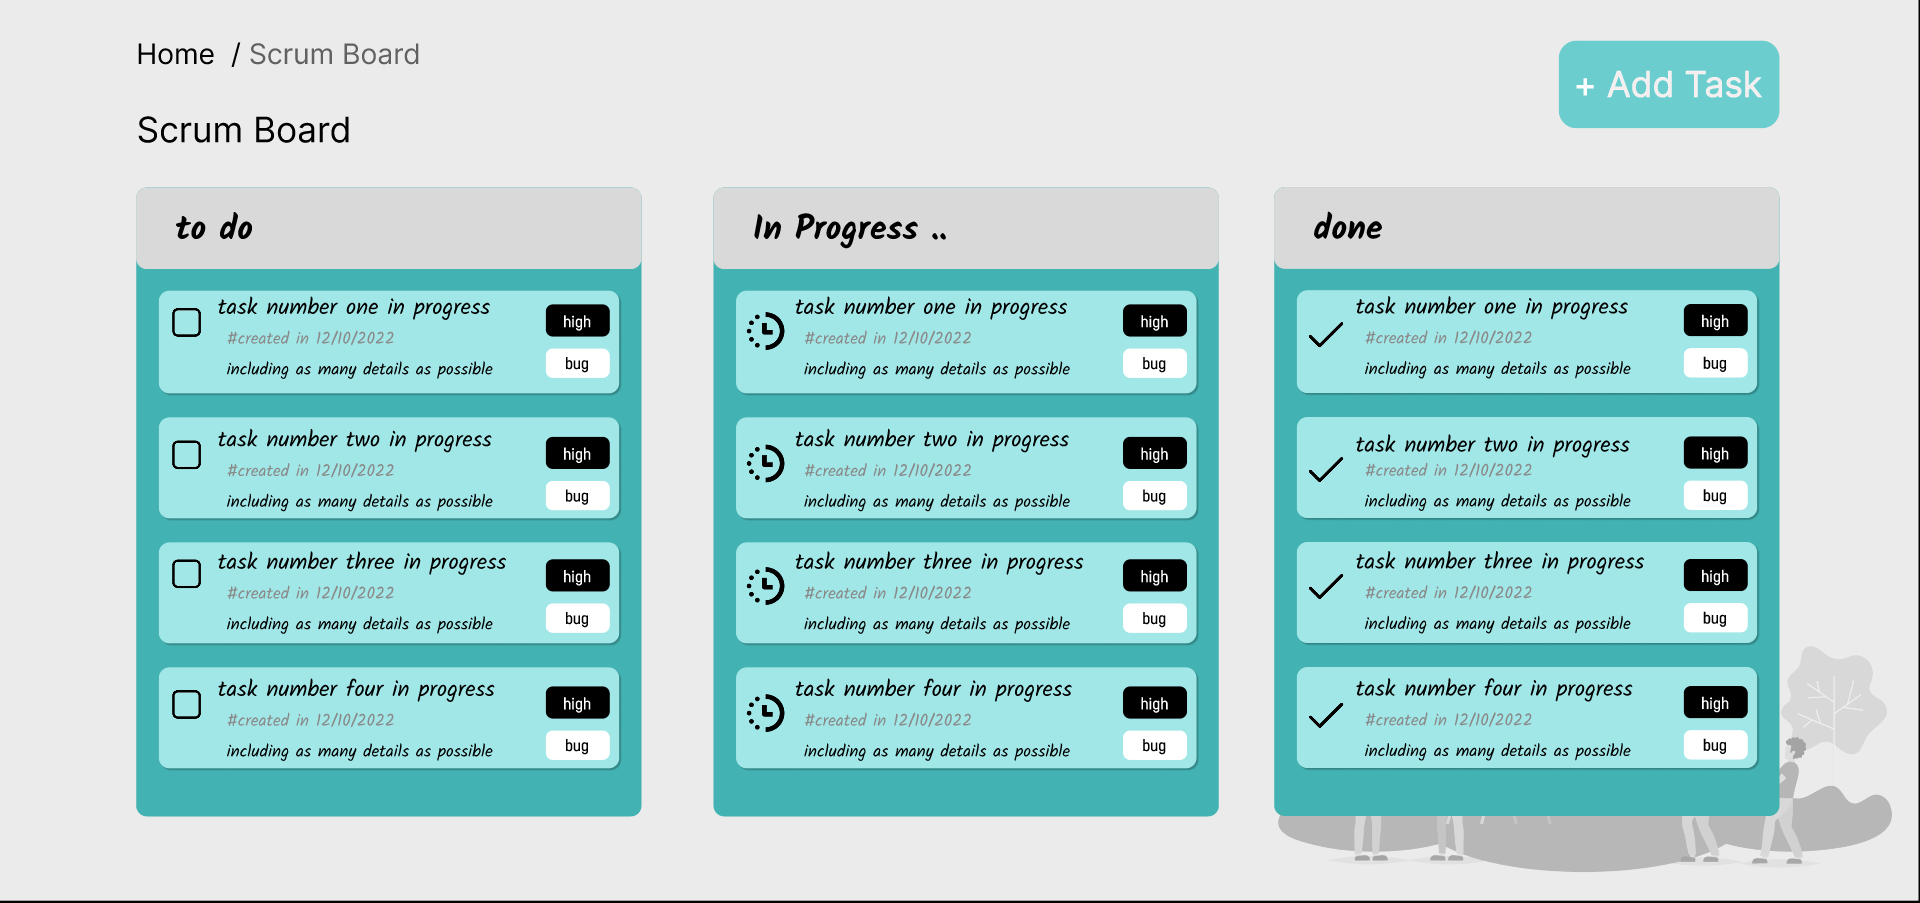 Home / Scrum Board
+ Add Task
Scrum Board
to do
task number one in progress
#created in 12/10/2022
including as many details as possible
high
bug
task number two in progress
#created in 12/10/2022
including as many details as possible
high
bug
task number three in progress
#created in 12/10/2022
including as many details as possible
high
bug
task number four in progress
#created in 12/10/2022
including as many details as possible
high
bug
In Progress ..
task number one in progress
#created in 12/10/2022
including as many details as possible
high
bug
task number two in progress
#created in 12/10/2022
including as many details as possible
high
bug
task number three in progress
#created in 12/10/2022
including as many details as possible
high
bug
task number four in progress
#created in 12/10/2022
including as many details as possible
high
bug
done
task number one in progress
#created in 12/10/2022
including as many details as possible
high
bug
task number two in progress
#created in 12/10/2022
including as many details as possible
high
bug
task number three in progress
#created in 12/10/2022
including as many details as possible
high
bug
task number four in progress
#created in 12/10/2022
including as many details as possible
high
bug